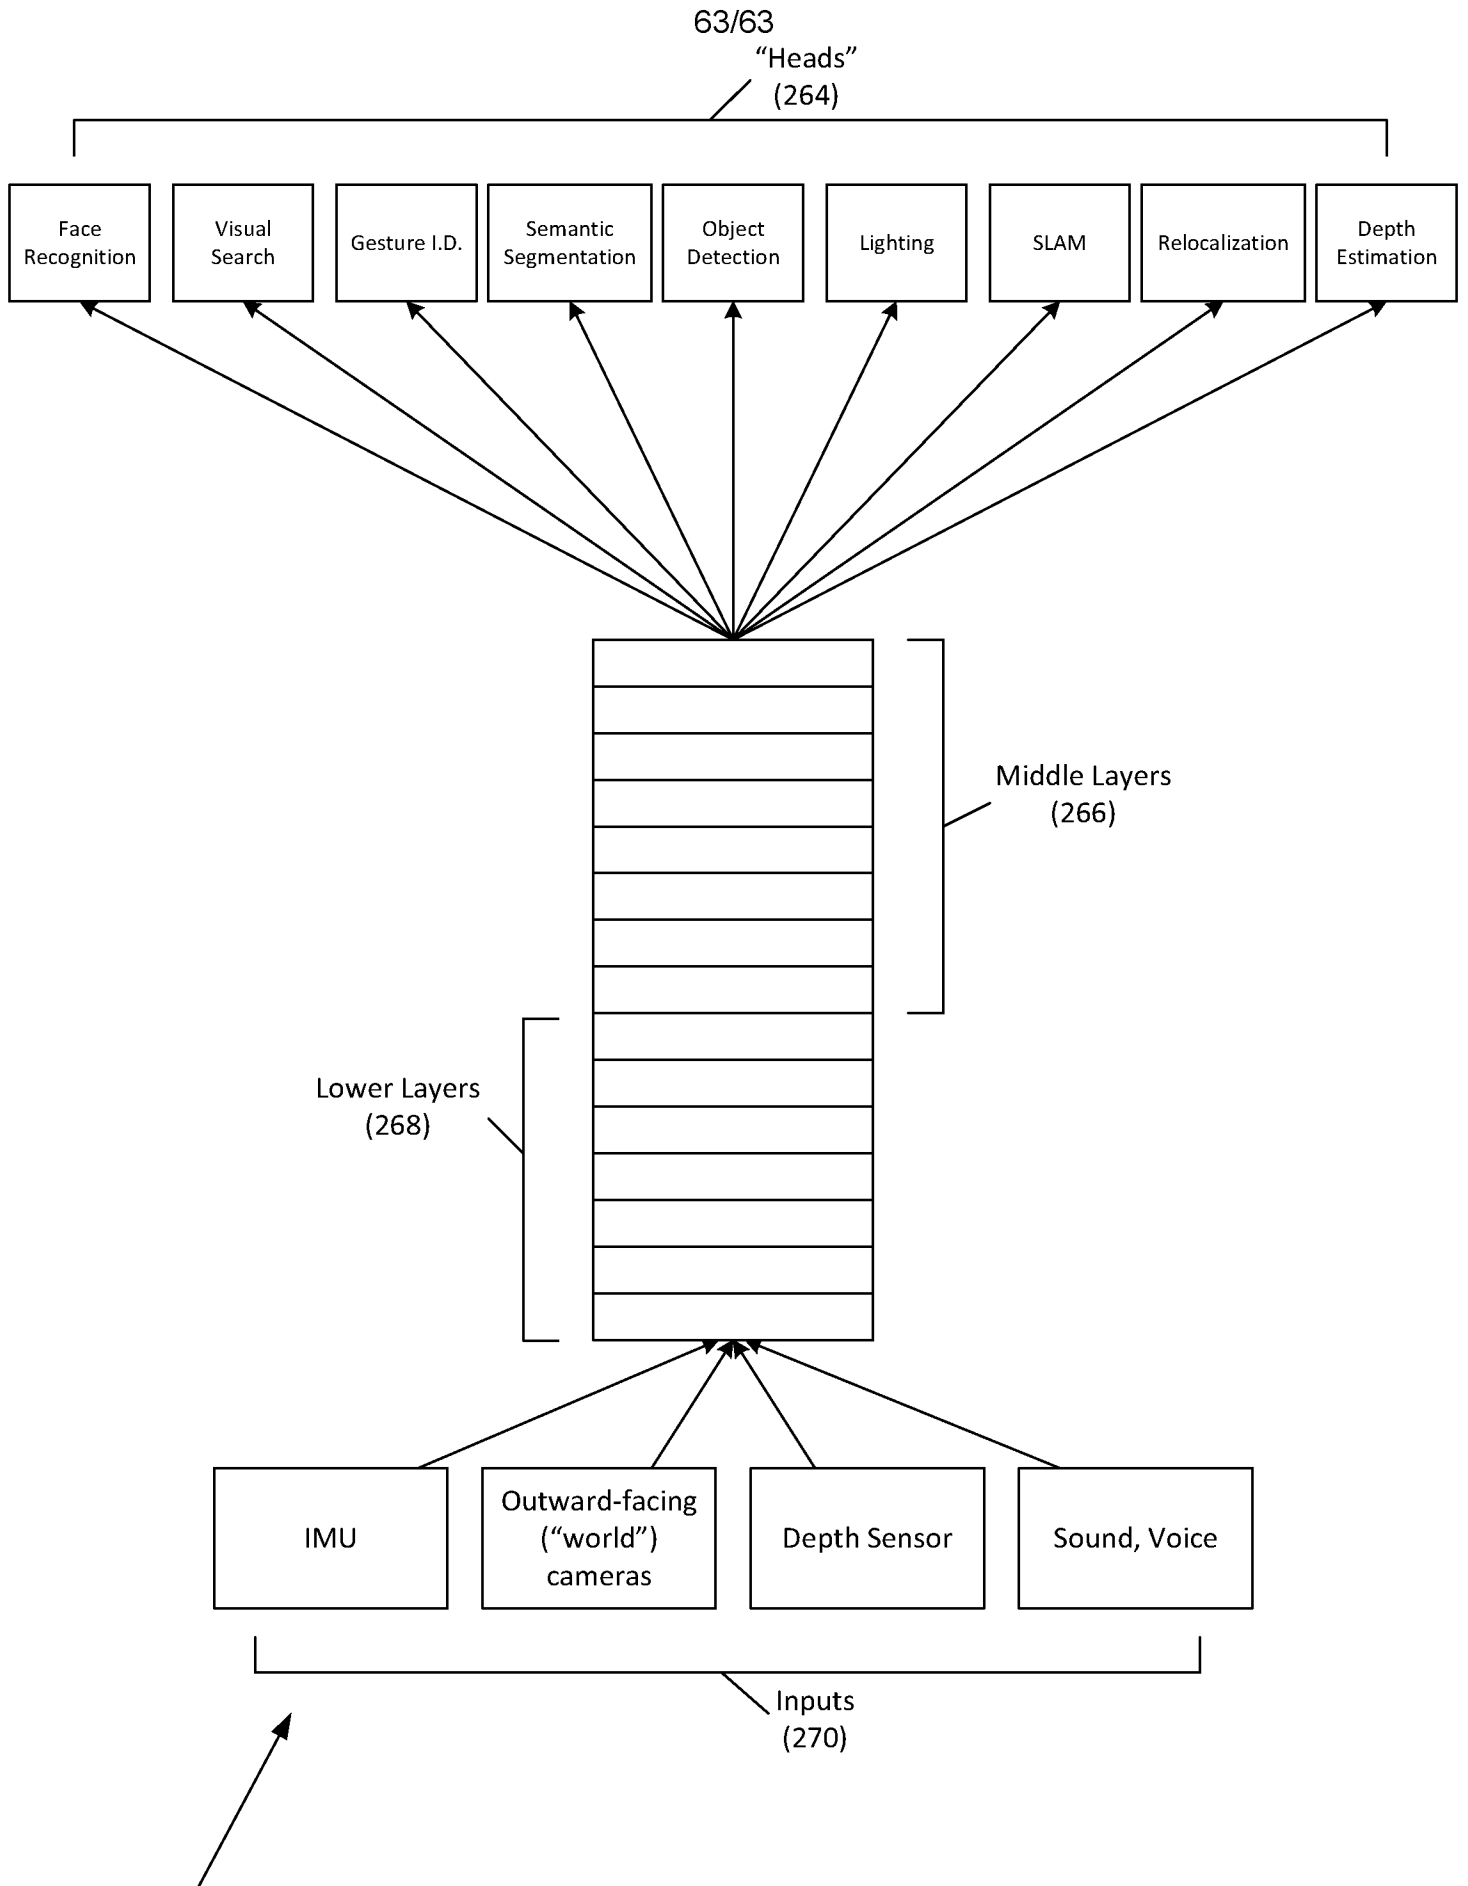 63/63
“Heads”
(264)
Face
Recognition
Visual
Search
Gesture I.D.
Semantic
Segmentation
Object
Detection
Lighting
SLAM
Relocalization
Depth
Estimation
Middle Layers
(266)
Lower Layers
(268)
IMU
Outward-facing
(“world”)
cameras
Depth Sensor
Sound, Voice
Inputs
(270)